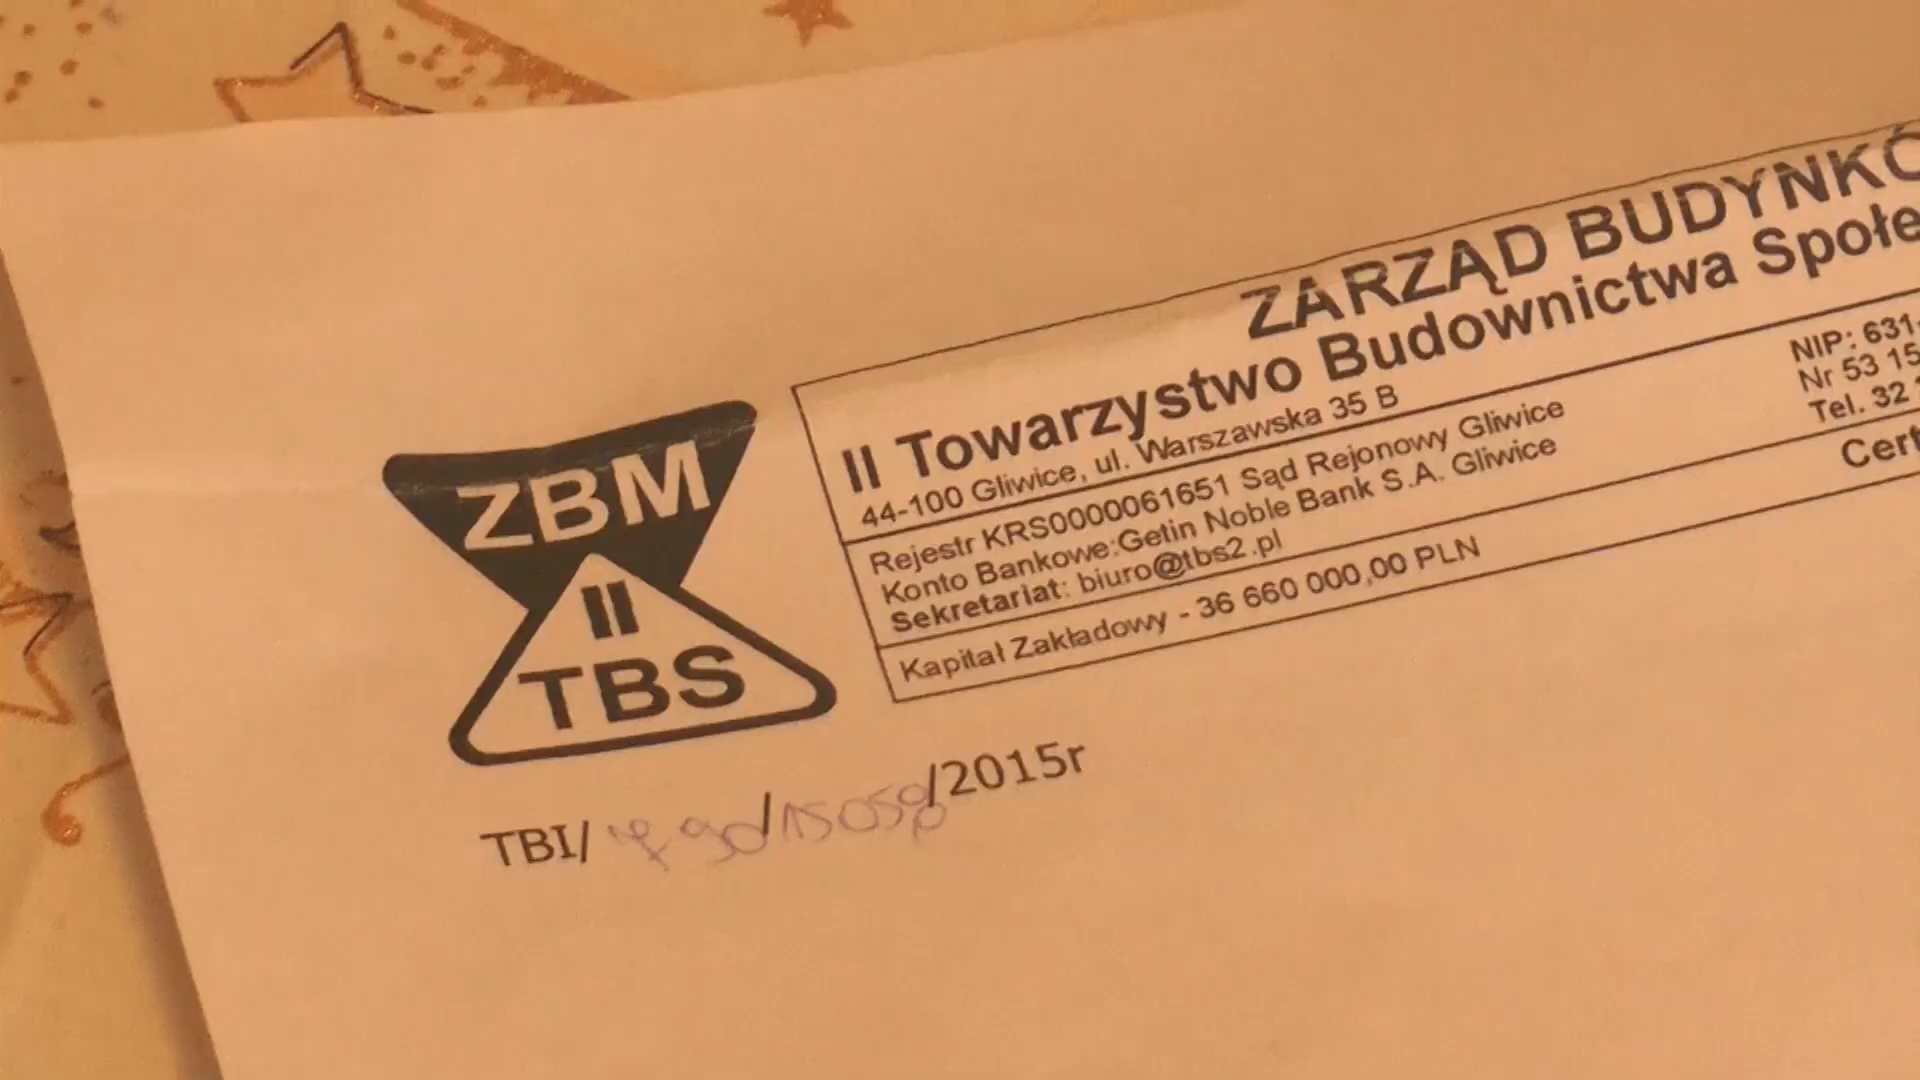 ZBM
II
TBS
ZARZĄD BUDYNKÓ
II Towarzystwo Budownictwa Społe
44-100 Gliwice, ul. Warszawska 35 B
NIP: 631-
Nr 53 15
Tel. 32
Rejestr KRS0000061651 Sąd Rejonowy Gliwice
Konto Bankowe:Getin Noble Bank S.A. Gliwice
Sekretariat: biuro@tbs2.pl
Cert
Kapitał Zakładowy - 36 660 000,00 PLN
TBI/ / /2015r